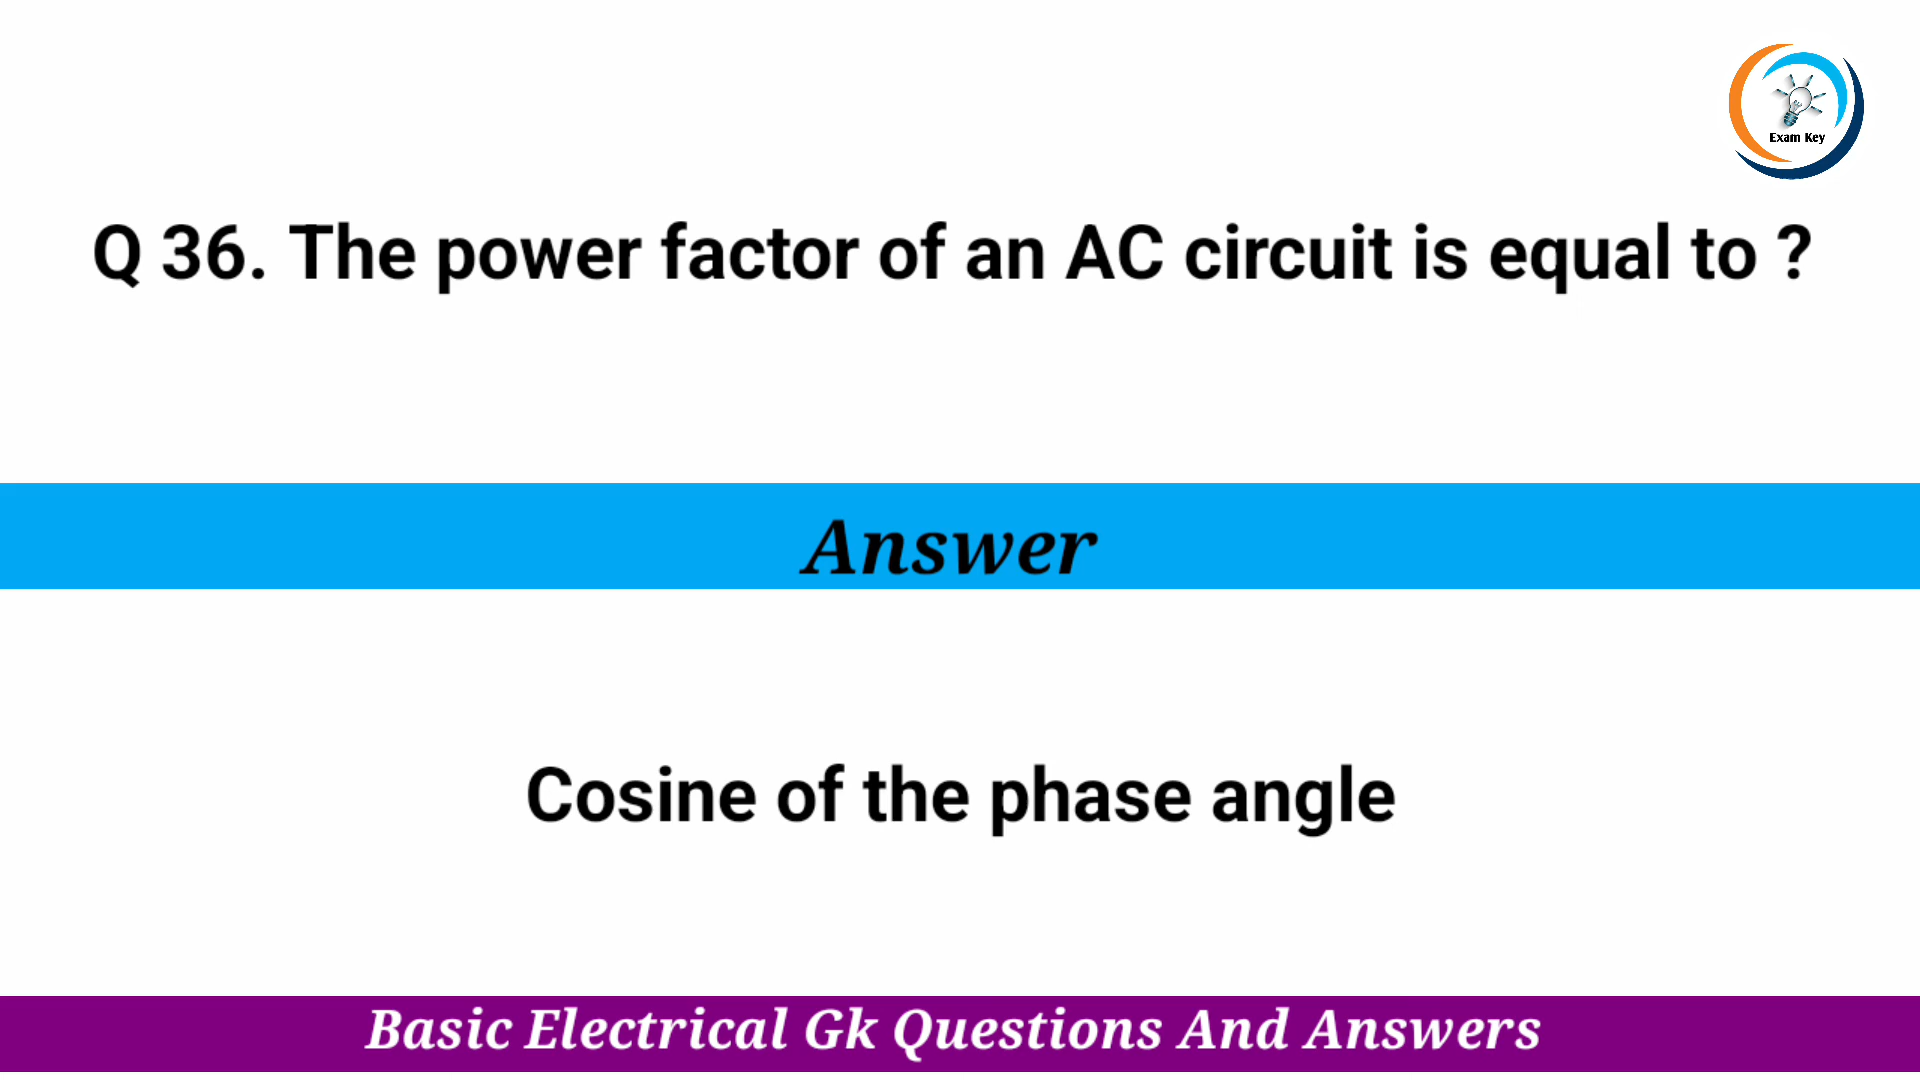 Exam Key
Q 36. The power factor of an AC circuit is equal to ?
Answer
Cosine of the phase angle
Basic Electrical Gk Questions And Answers